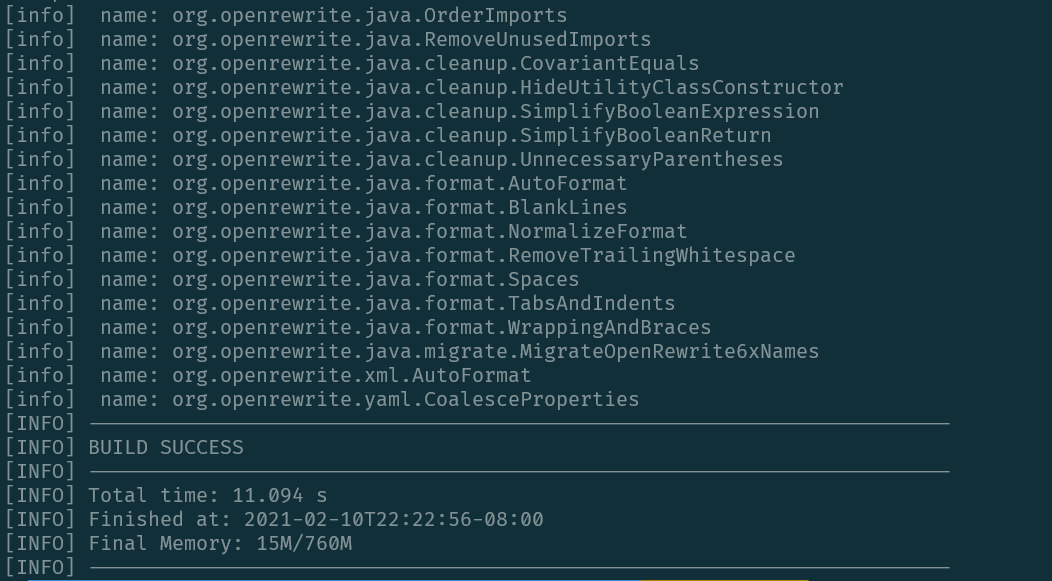 [info]  name: org.openrewrite.java.OrderImports
[info]  name: org.openrewrite.java.RemoveUnusedImports
[info]  name: org.openrewrite.java.cleanup.CovariantEquals
[info]  name: org.openrewrite.java.cleanup.HideUtilityClassConstructor
[info]  name: org.openrewrite.java.cleanup.SimplifyBooleanExpression
[info]  name: org.openrewrite.java.cleanup.SimplifyBooleanReturn
[info]  name: org.openrewrite.java.cleanup.UnnecessaryParentheses
[info]  name: org.openrewrite.java.format.AutoFormat
[info]  name: org.openrewrite.java.format.BlankLines
[info]  name: org.openrewrite.java.format.NormalizeFormat
[info]  name: org.openrewrite.java.format.RemoveTrailingWhitespace
[info]  name: org.openrewrite.java.format.Spaces
[info]  name: org.openrewrite.java.format.TabsAndIndents
[info]  name: org.openrewrite.java.format.WrappingAndBraces
[info]  name: org.openrewrite.java.migrate.MigrateOpenRewrite6xNames
[info]  name: org.openrewrite.xml.AutoFormat
[info]  name: org.openrewrite.yaml.CoalesceProperties
[INFO] ------------------------------------------------------------------------
[INFO] BUILD SUCCESS
[INFO] ------------------------------------------------------------------------
[INFO] Total time: 11.094 s
[INFO] Finished at: 2021-02-10T22:22:56-08:00
[INFO] Final Memory: 15M/760M
[INFO] ------------------------------------------------------------------------